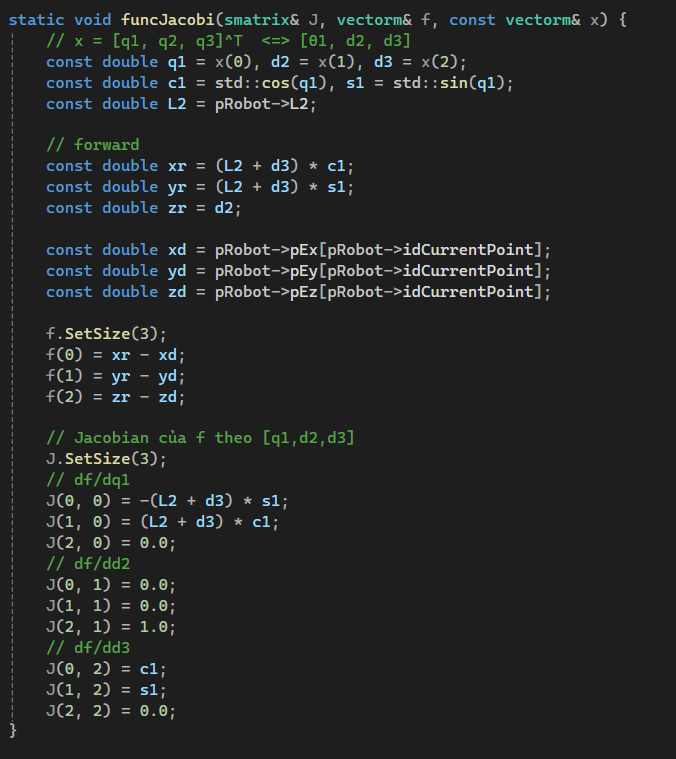 static void funcJacobi(smatrix& J, vectorm& f, const vectorm& x) {
// x = [q1, q2, q3]^T  <=> [θ1, d2, d3]
const double q1 = x(0), d2 = x(1), d3 = x(2);
const double c1 = std::cos(q1), s1 = std::sin(q1);
const double L2 = pRobot->L2;
// forward
const double xr = (L2 + d3) * c1;
const double yr = (L2 + d3) * s1;
const double zr = d2;
const double xd = pRobot->pEx[pRobot->idCurrentPoint];
const double yd = pRobot->pEy[pRobot->idCurrentPoint];
const double zd = pRobot->pEz[pRobot->idCurrentPoint];
f.SetSize(3);
f(0) = xr - xd;
f(1) = yr - yd;
f(2) = zr - zd;
// Jacobian của f theo [q1,d2,d3]
J.SetSize(3);
// df/dq1
J(0, 0) = -(L2 + d3) * s1;
J(1, 0) = (L2 + d3) * c1;
J(2, 0) = 0.0;
// df/dd2
J(0, 1) = 0.0;
J(1, 1) = 0.0;
J(2, 1) = 1.0;
// df/dd3
J(0, 2) = c1;
J(1, 2) = s1;
J(2, 2) = 0.0;
}